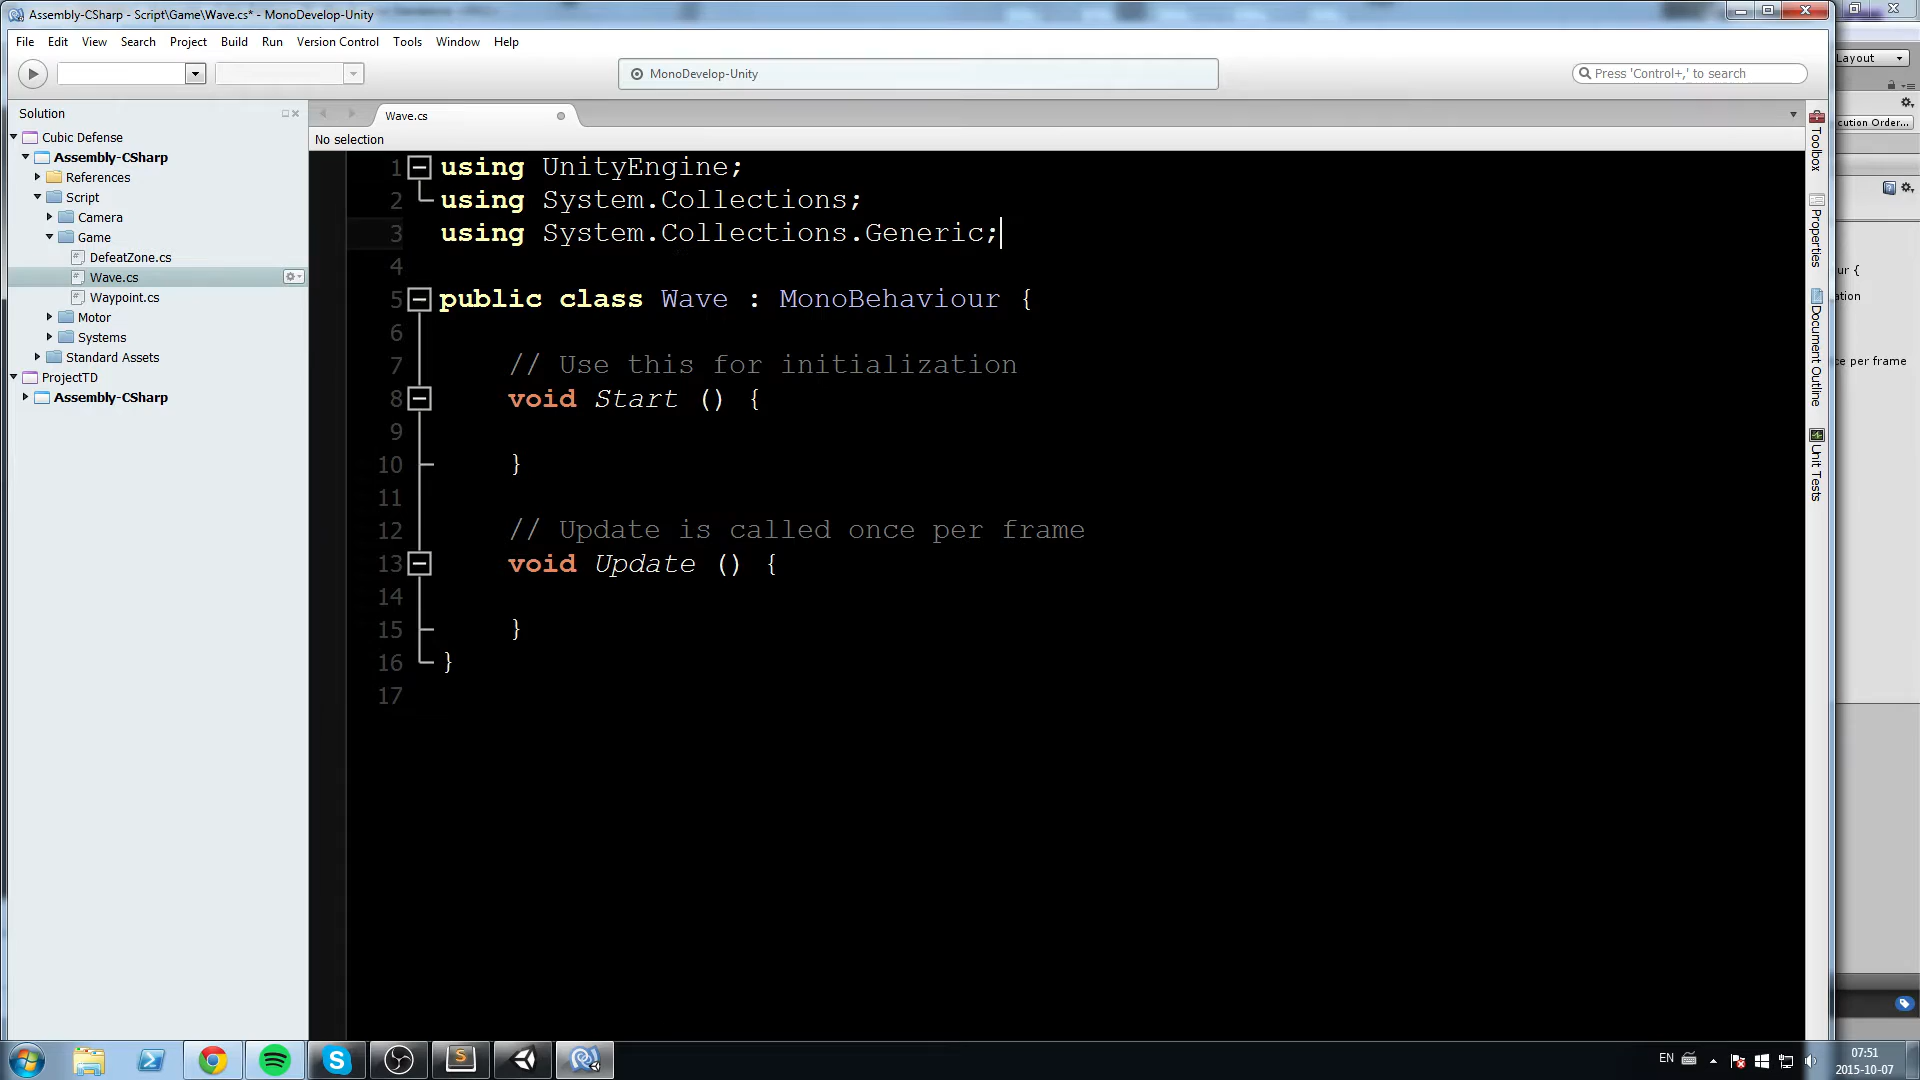 Assembly-CSharp - Script\Game\Wave.cs* - MonoDevelop-Unity
File Edit View Search Project Build Run Version Control Tools Window Help
MonoDevelop-Unity
Press 'Control+,' to search
Layout
Solution
Cubic Defense
Assembly-CSharp
References
Script
Camera
Game
DefeatZone.cs
Wave.cs
Waypoint.cs
Motor
Systems
Standard Assets
ProjectTD
Assembly-CSharp
Wave.cs
No selection
1 using UnityEngine;
2 using System.Collections;
3 using System.Collections.Generic;
4
5 public class Wave : MonoBehaviour {
6
7 // Use this for initialization
8 void Start () {
9
10 }
11
12 // Update is called once per frame
13 void Update () {
14
15 }
16 }
17
Toolbox
Properties
Document Outline
Unit Tests
cution Order...
ur {
ation
ce per frame
EN
07:51
2015-10-07